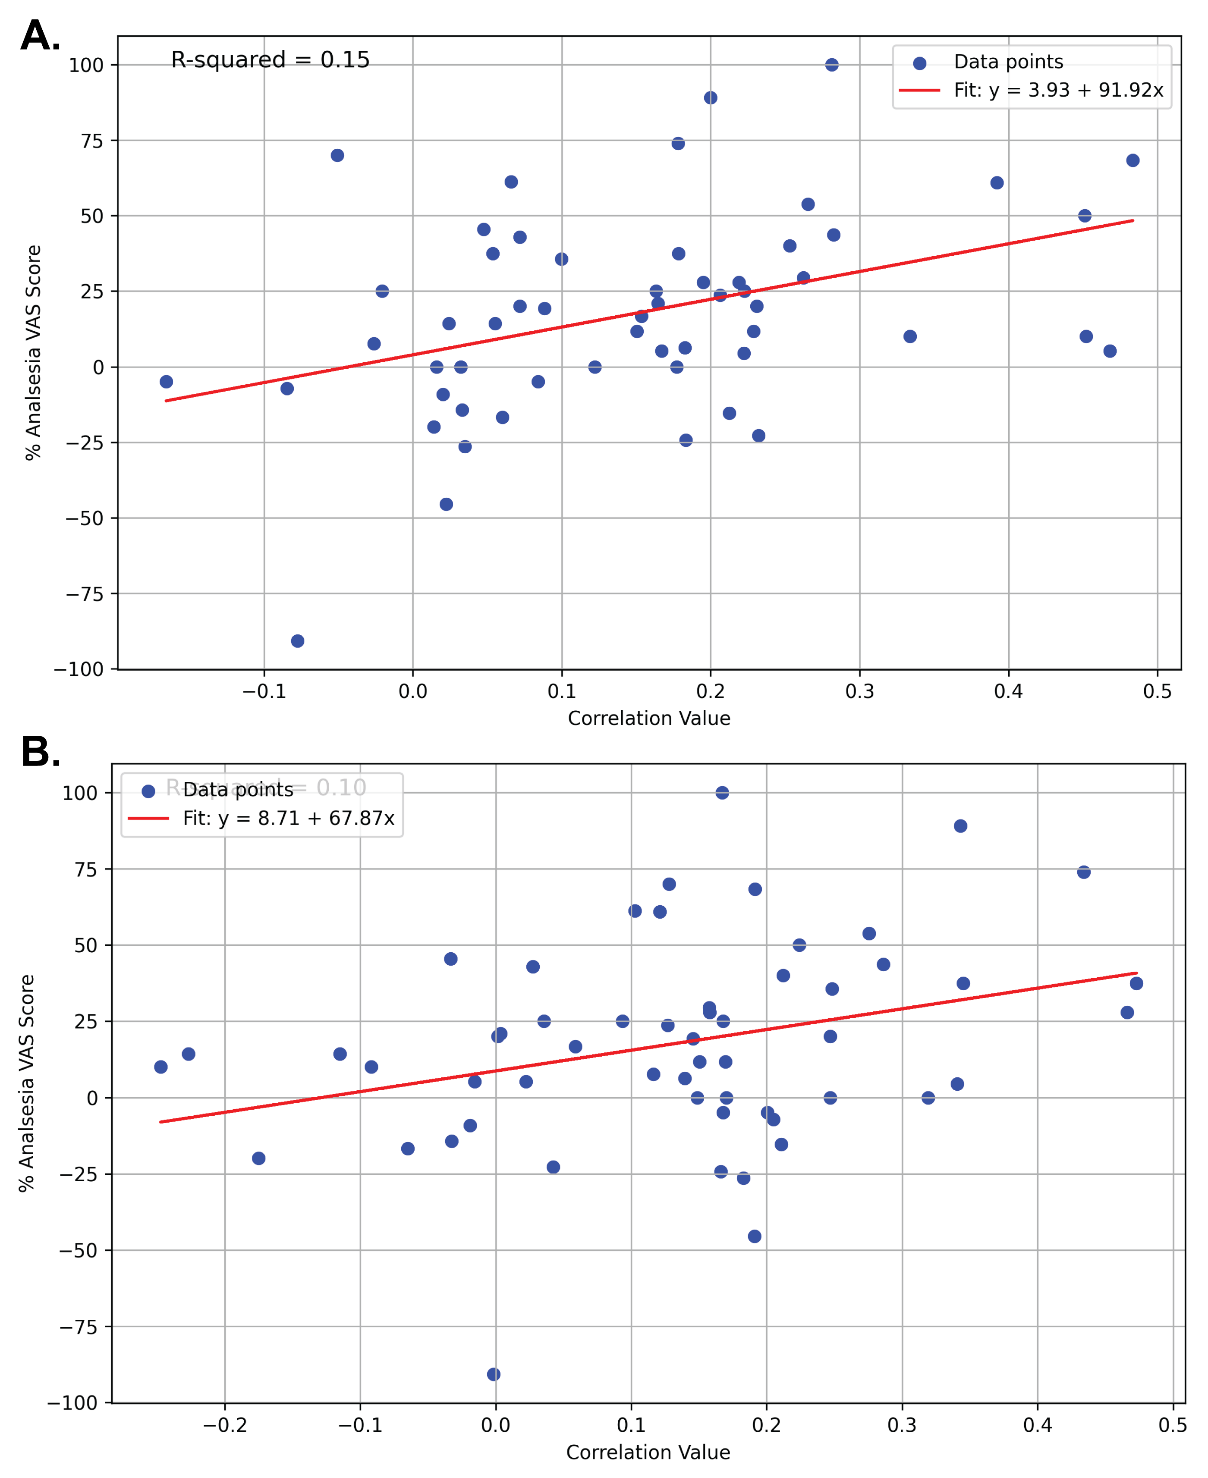 A.
R-squared = 0.15
Data points
Fit: y = 3.93 + 91.92x
100
75
50
25
0
−25
−50
−75
−100
% Analsesia VAS Score
−0.1 0.0 0.1 0.2 0.3 0.4 0.5
Correlation Value
B.
R-squared = 0.10
Data points
Fit: y = 8.71 + 67.87x
100
75
50
25
0
−25
−50
−75
−100
% Analsesia VAS Score
−0.2 −0.1 0.0 0.1 0.2 0.3 0.4 0.5
Correlation Value